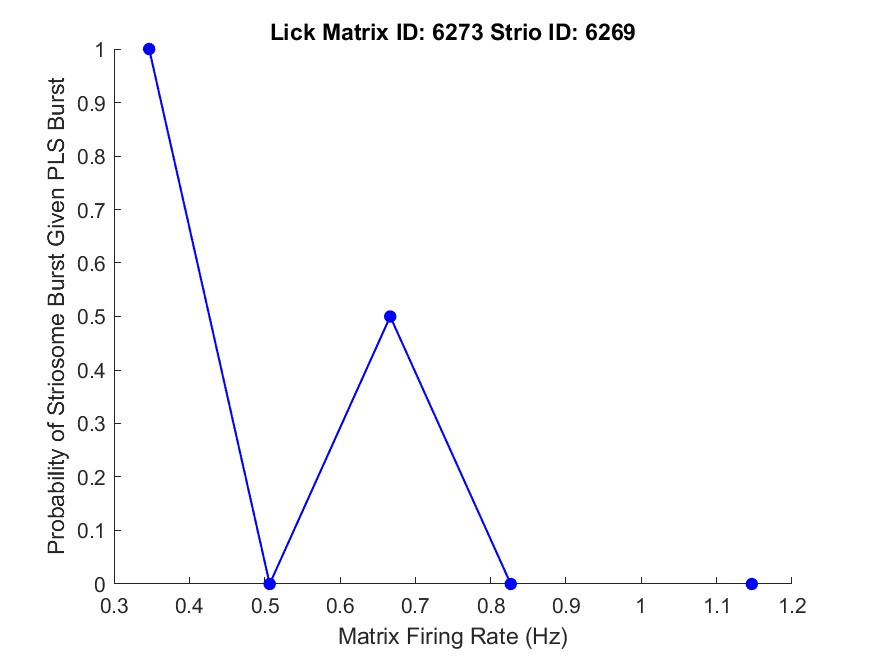 Lick Matrix ID: 6273 Strio ID: 6269
Probability of Striosome Burst Given PLS Burst
1
0.9
0.8
0.7
0.6
0.5
0.4
0.3
0.2
0.1
0
0.3 0.4 0.5 0.6 0.7 0.8 0.9 1 1.1 1.2
Matrix Firing Rate (Hz)